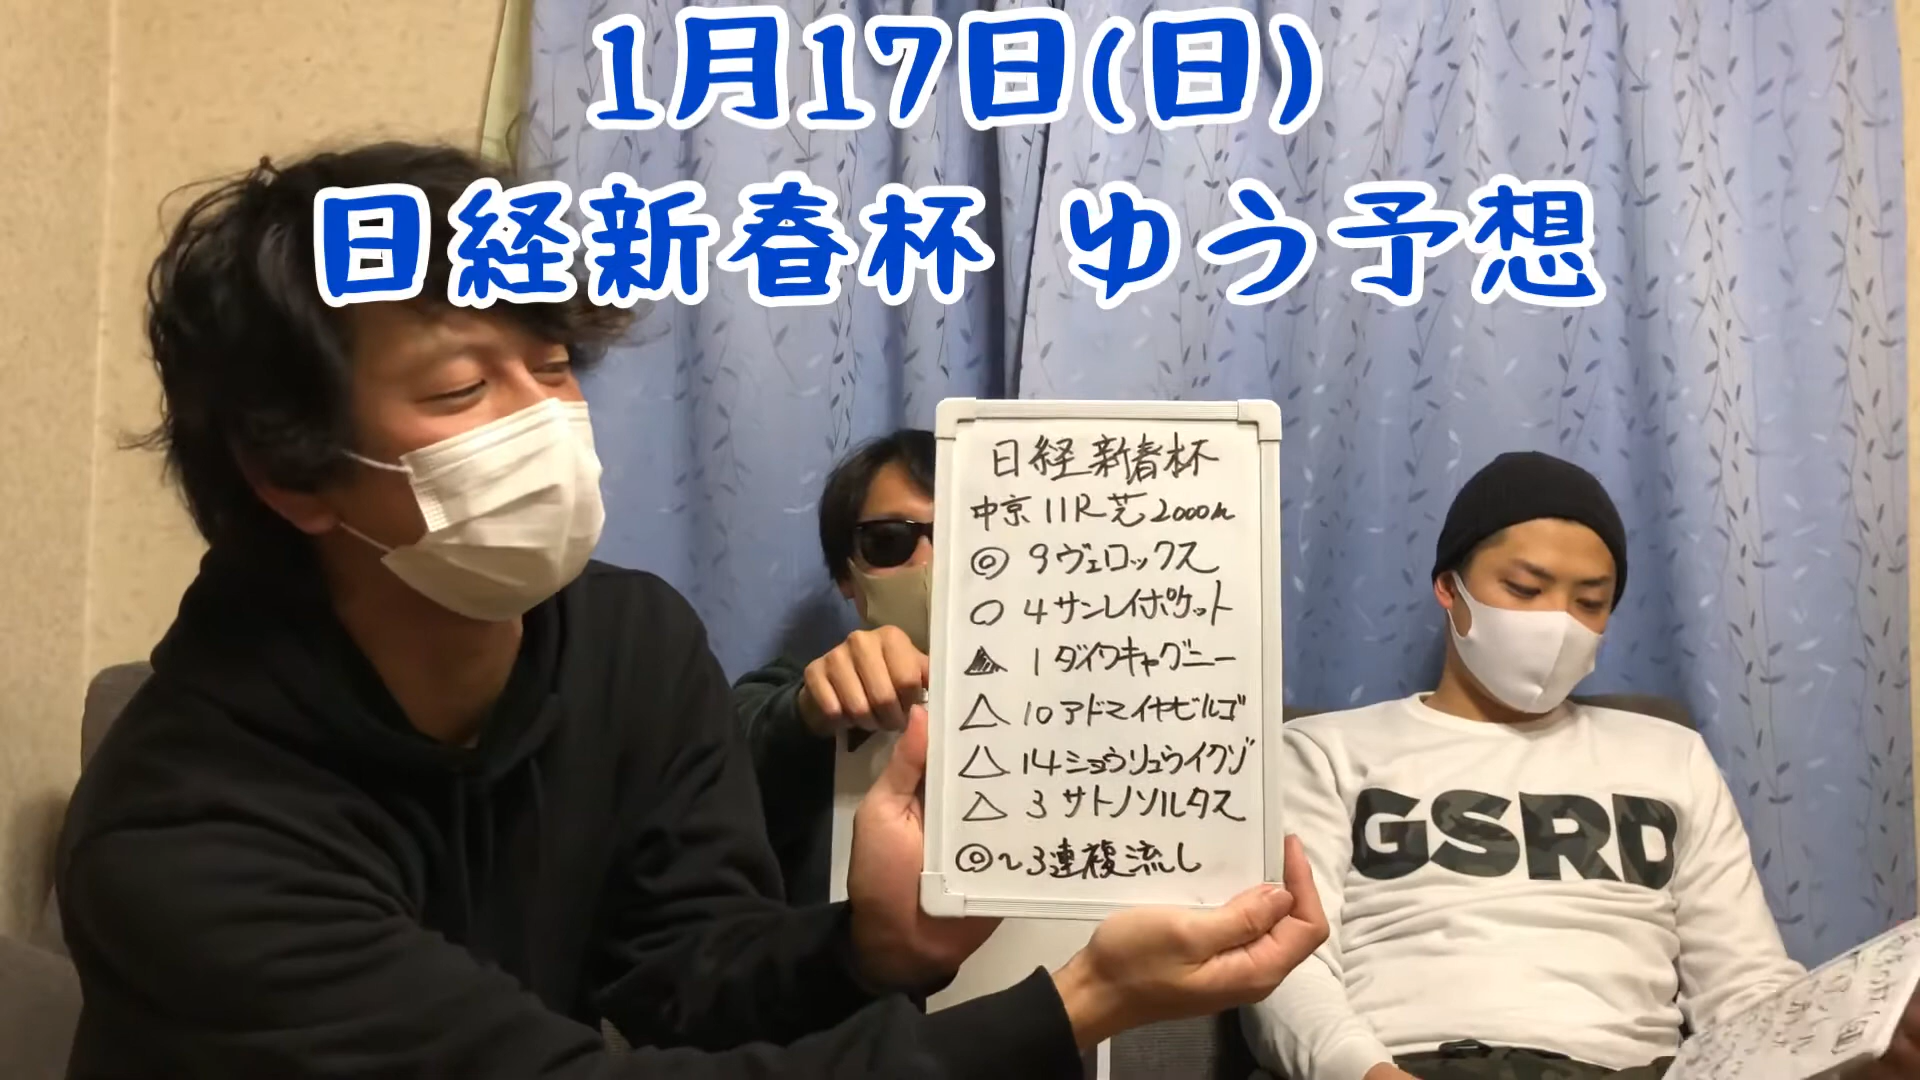 1月17日(日)
日経新春杯 ゆう予想
日経新春杯
中京11R芝2000m
◎ 9ヴェロックス
○ 4サンレイポケット
▲ 1ダイワキャグニー
△ 10アドマイヤビルゴ
△ 14ショウリュウイクゾ
△ 3サトノソルタス
◎~3連複流し
GSRD